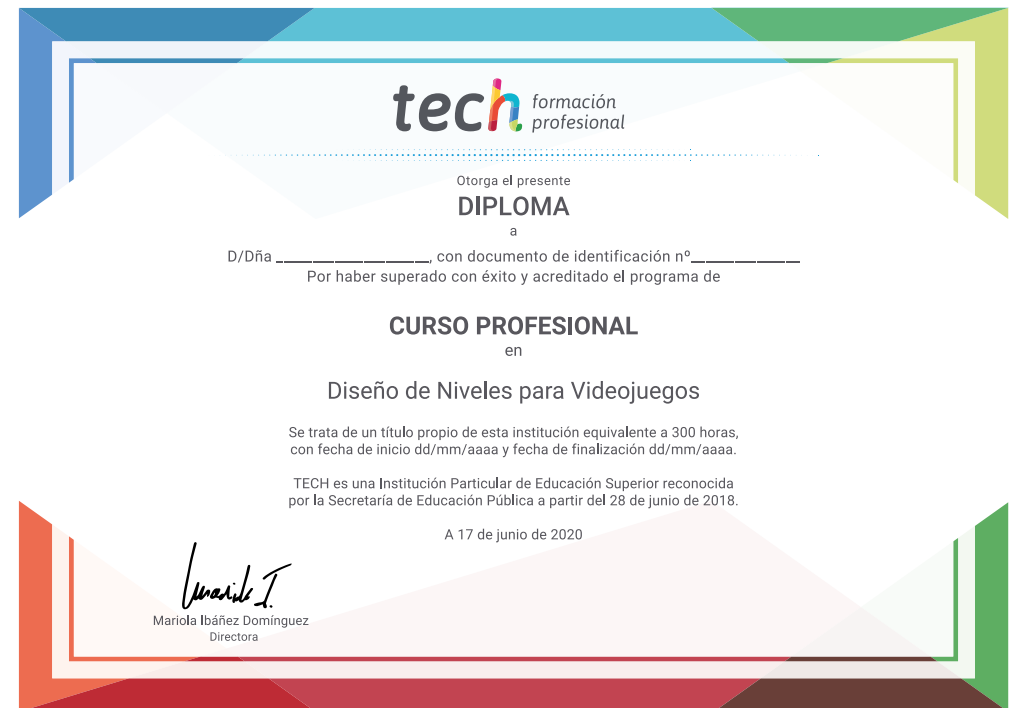 tech formación
profesional
Otorga el presente
DIPLOMA
a
D/Dña ____________________, con documento de identificación nº______________
Por haber superado con éxito y acreditado el programa de
CURSO PROFESIONAL
en
Diseño de Niveles para Videojuegos
Se trata de un título propio de esta institución equivalente a 300 horas,
con fecha de inicio dd/mm/aaaa y fecha de finalización dd/mm/aaaa.
TECH es una Institución Particular de Educación Superior reconocida
por la Secretaría de Educación Pública a partir del 28 de junio de 2018.
A 17 de junio de 2020
Mariola Ibáñez Domínguez
Directora